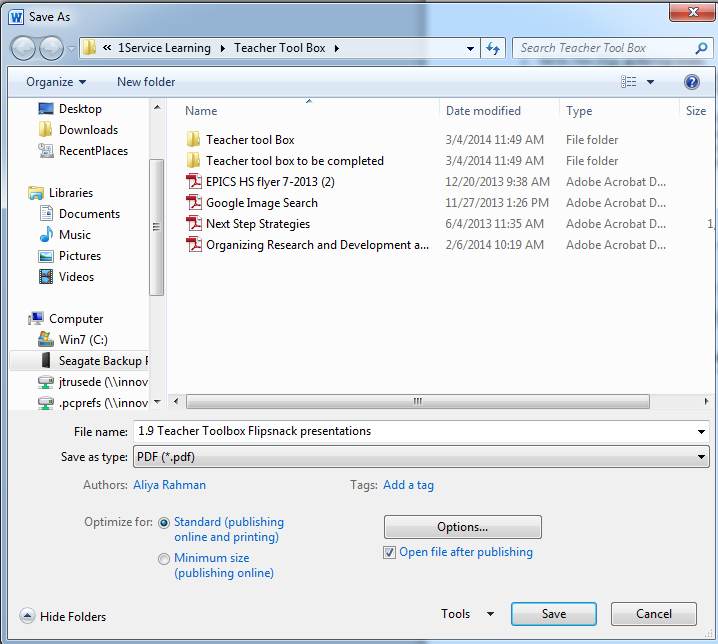 Save As
« 1Service Learning Teacher Tool Box
Search Teacher Tool Box
Organize New folder
Name Date modified Type Size
Desktop
Downloads
RecentPlaces
Libraries
Documents
Music
Pictures
Videos
Computer
Win7 (C:)
Seagate Backup P
jtrusede (\\innov
.pcprefs (\\innov
Teacher tool Box 3/4/2014 11:49 AM File folder
Teacher tool box to be completed 3/4/2014 11:49 AM File folder
EPICS HS flyer 7-2013 (2) 12/20/2013 9:38 AM Adobe Acrobat D...
Google Image Search 11/27/2013 1:26 PM Adobe Acrobat D...
Next Step Strategies 6/4/2013 11:35 AM Adobe Acrobat D... 1,
Organizing Research and Development a... 2/6/2014 10:19 AM Adobe Acrobat D...
File name: 1.9 Teacher Toolbox Flipsnack presentations
Save as type: PDF (*.pdf)
Authors: Aliya Rahman Tags: Add a tag
Optimize for: Standard (publishing
online and printing)
Minimum size
(publishing online)
Options...
Open file after publishing
Hide Folders Tools Save Cancel